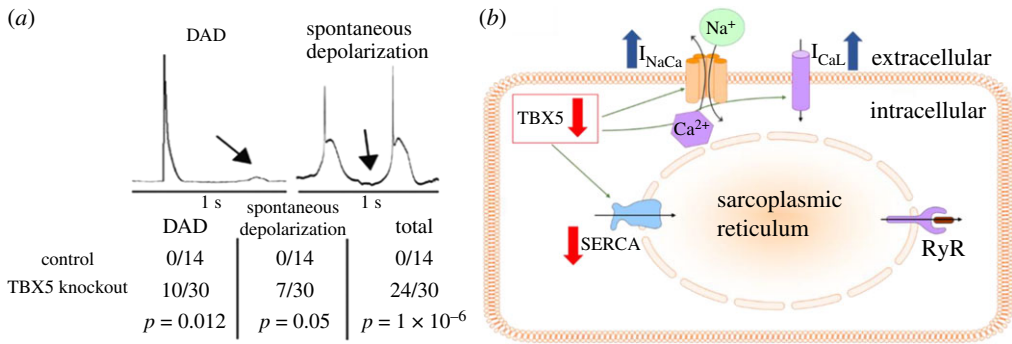 (a)
DAD
spontaneous
depolarization
1 s
1 s
DAD
spontaneous
depolarization
total
control
0/14
0/14
0/14
TBX5 knockout
10/30
7/30
24/30
p = 0.012
p = 0.05
p = 1 × 10⁻⁶
(b)
Na⁺
I_NaCa
I_CaL
extracellular
intracellular
TBX5
Ca²⁺
sarcoplasmic
reticulum
SERCA
RyR